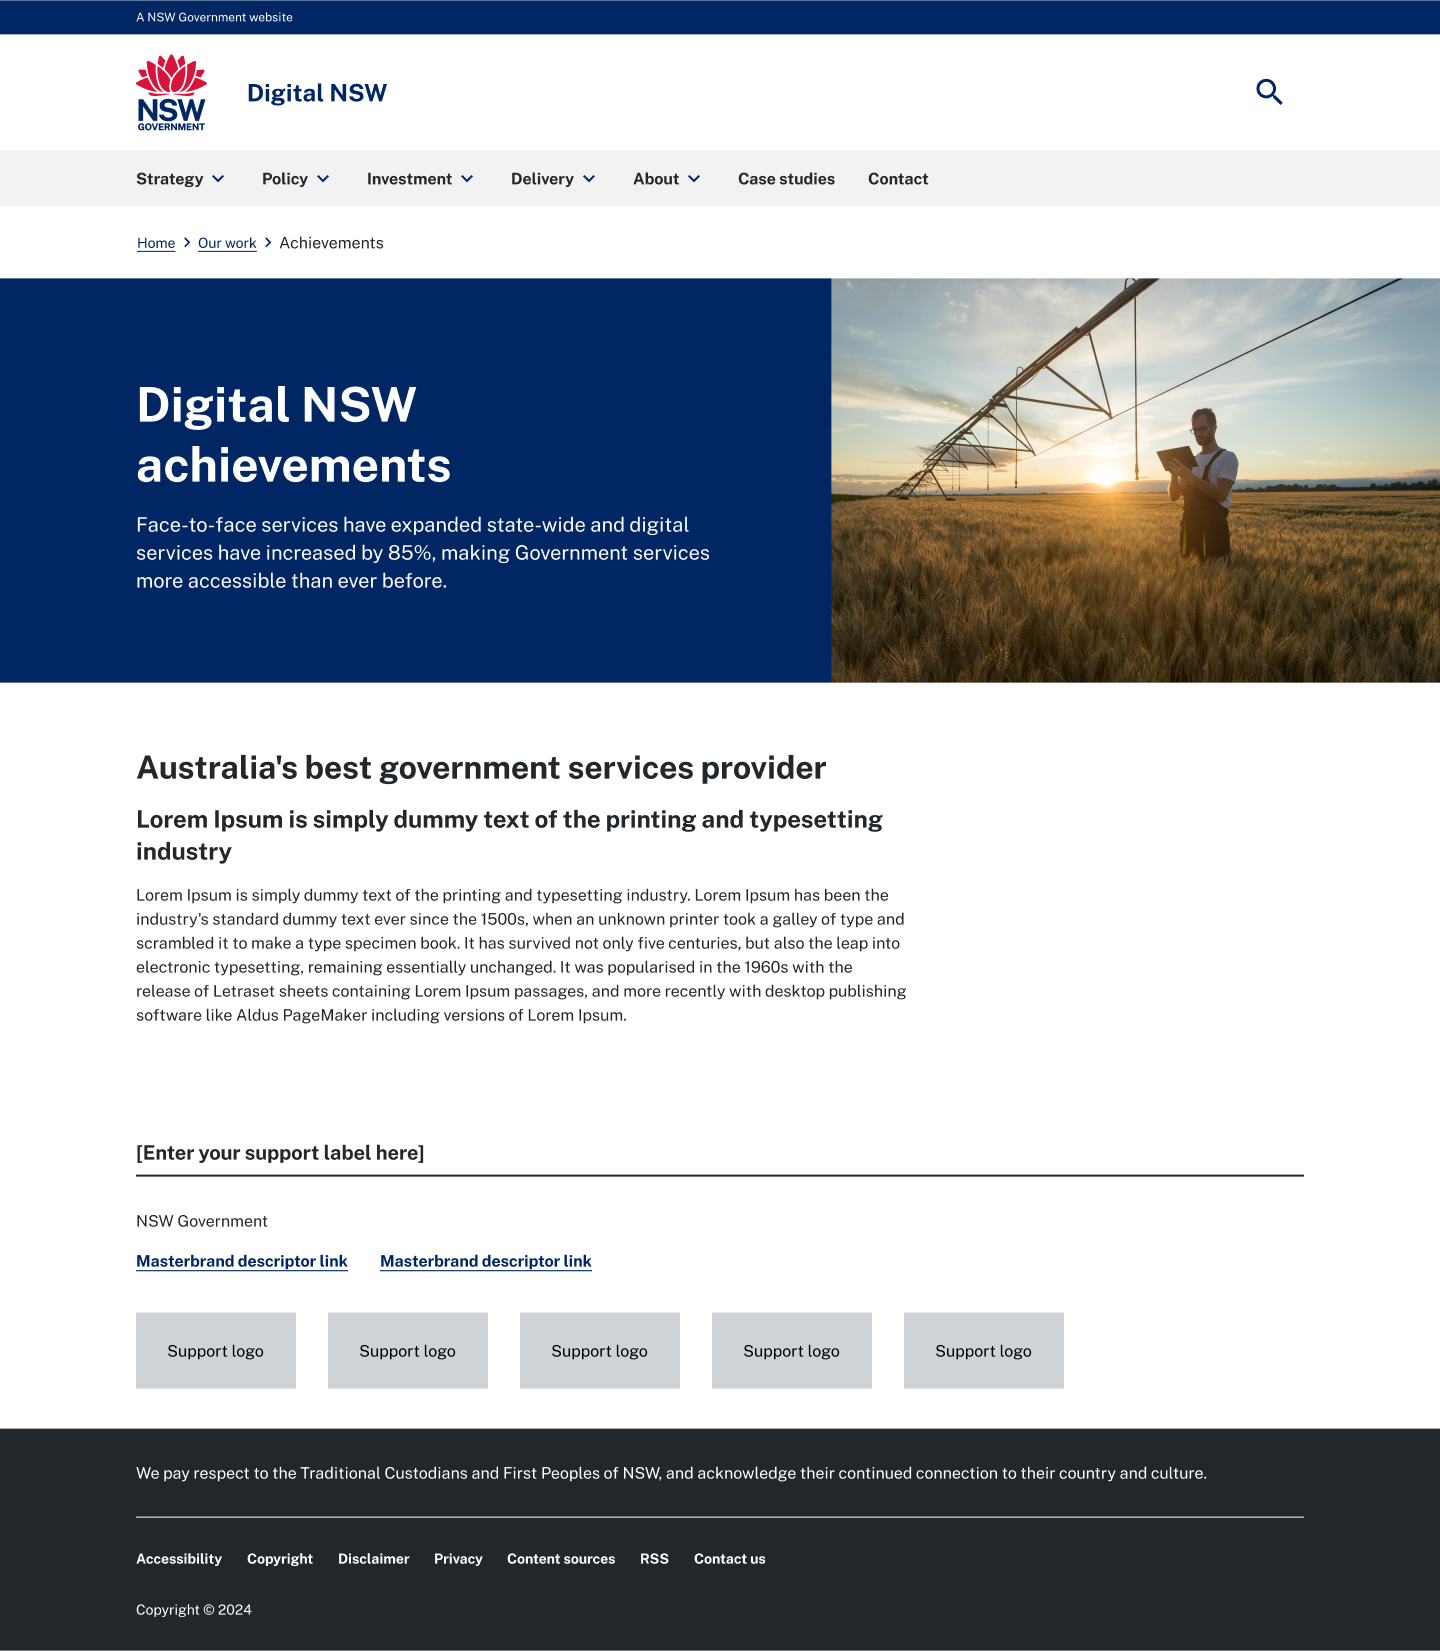 A NSW Government website
NSW
GOVERNMENT
Digital NSW
Strategy Policy Investment Delivery About Case studies Contact
Home Our work Achievements
Digital NSW
achievements
Face-to-face services have expanded state-wide and digital
services have increased by 85%, making Government services
more accessible than ever before.
Australia's best government services provider
Lorem Ipsum is simply dummy text of the printing and typesetting
industry
Lorem Ipsum is simply dummy text of the printing and typesetting industry. Lorem Ipsum has been the
industry's standard dummy text ever since the 1500s, when an unknown printer took a galley of type and
scrambled it to make a type specimen book. It has survived not only five centuries, but also the leap into
electronic typesetting, remaining essentially unchanged. It was popularised in the 1960s with the
release of Letraset sheets containing Lorem Ipsum passages, and more recently with desktop publishing
software like Aldus PageMaker including versions of Lorem Ipsum.
[Enter your support label here]
NSW Government
Masterbrand descriptor link Masterbrand descriptor link
Support logo Support logo Support logo Support logo Support logo
We pay respect to the Traditional Custodians and First Peoples of NSW, and acknowledge their continued connection to their country and culture.
Accessibility Copyright Disclaimer Privacy Content sources RSS Contact us
Copyright © 2024